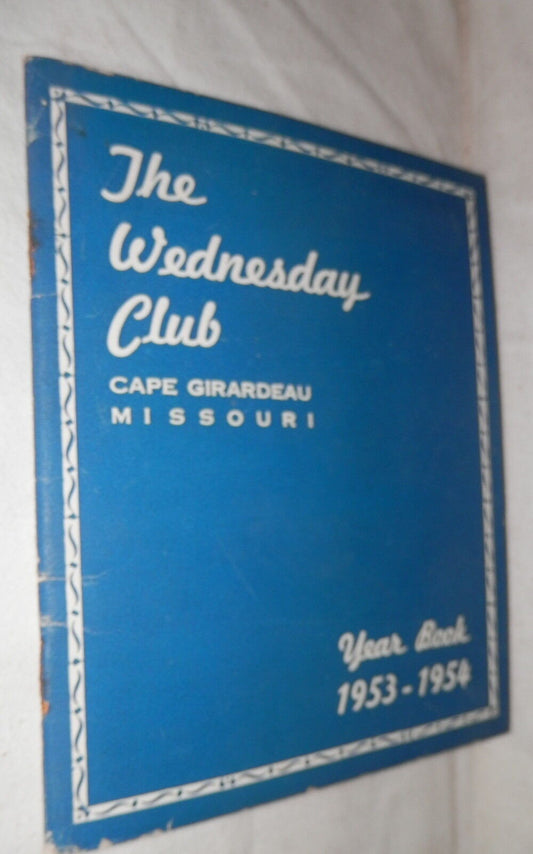 The
Wednesday
Club
CAPE GIRARDEAU
MISSOURI
Year Book
1953-1954